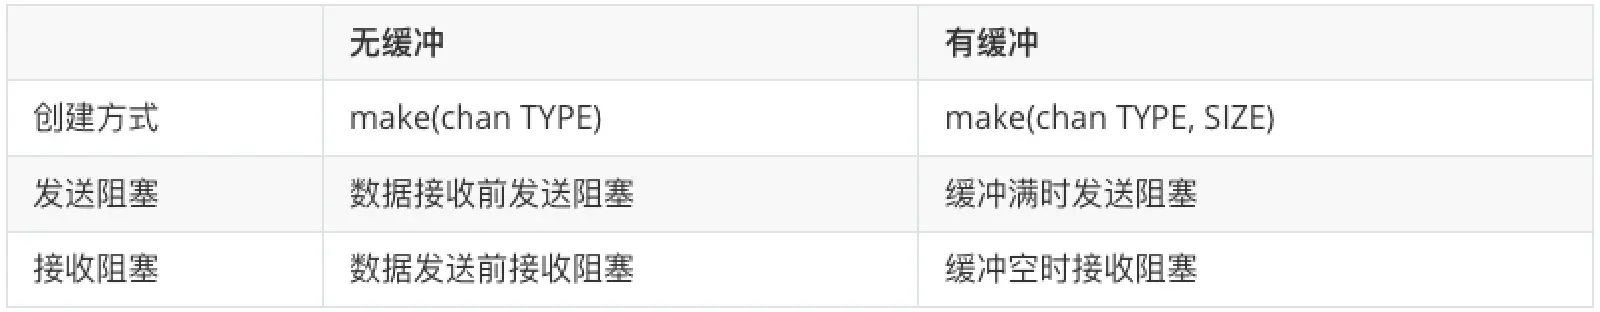 无缓冲 有缓冲
创建方式 make(chan TYPE) make(chan TYPE, SIZE)
发送阻塞 数据接收前发送阻塞 缓冲满时发送阻塞
接收阻塞 数据发送前接收阻塞 缓冲空时接收阻塞